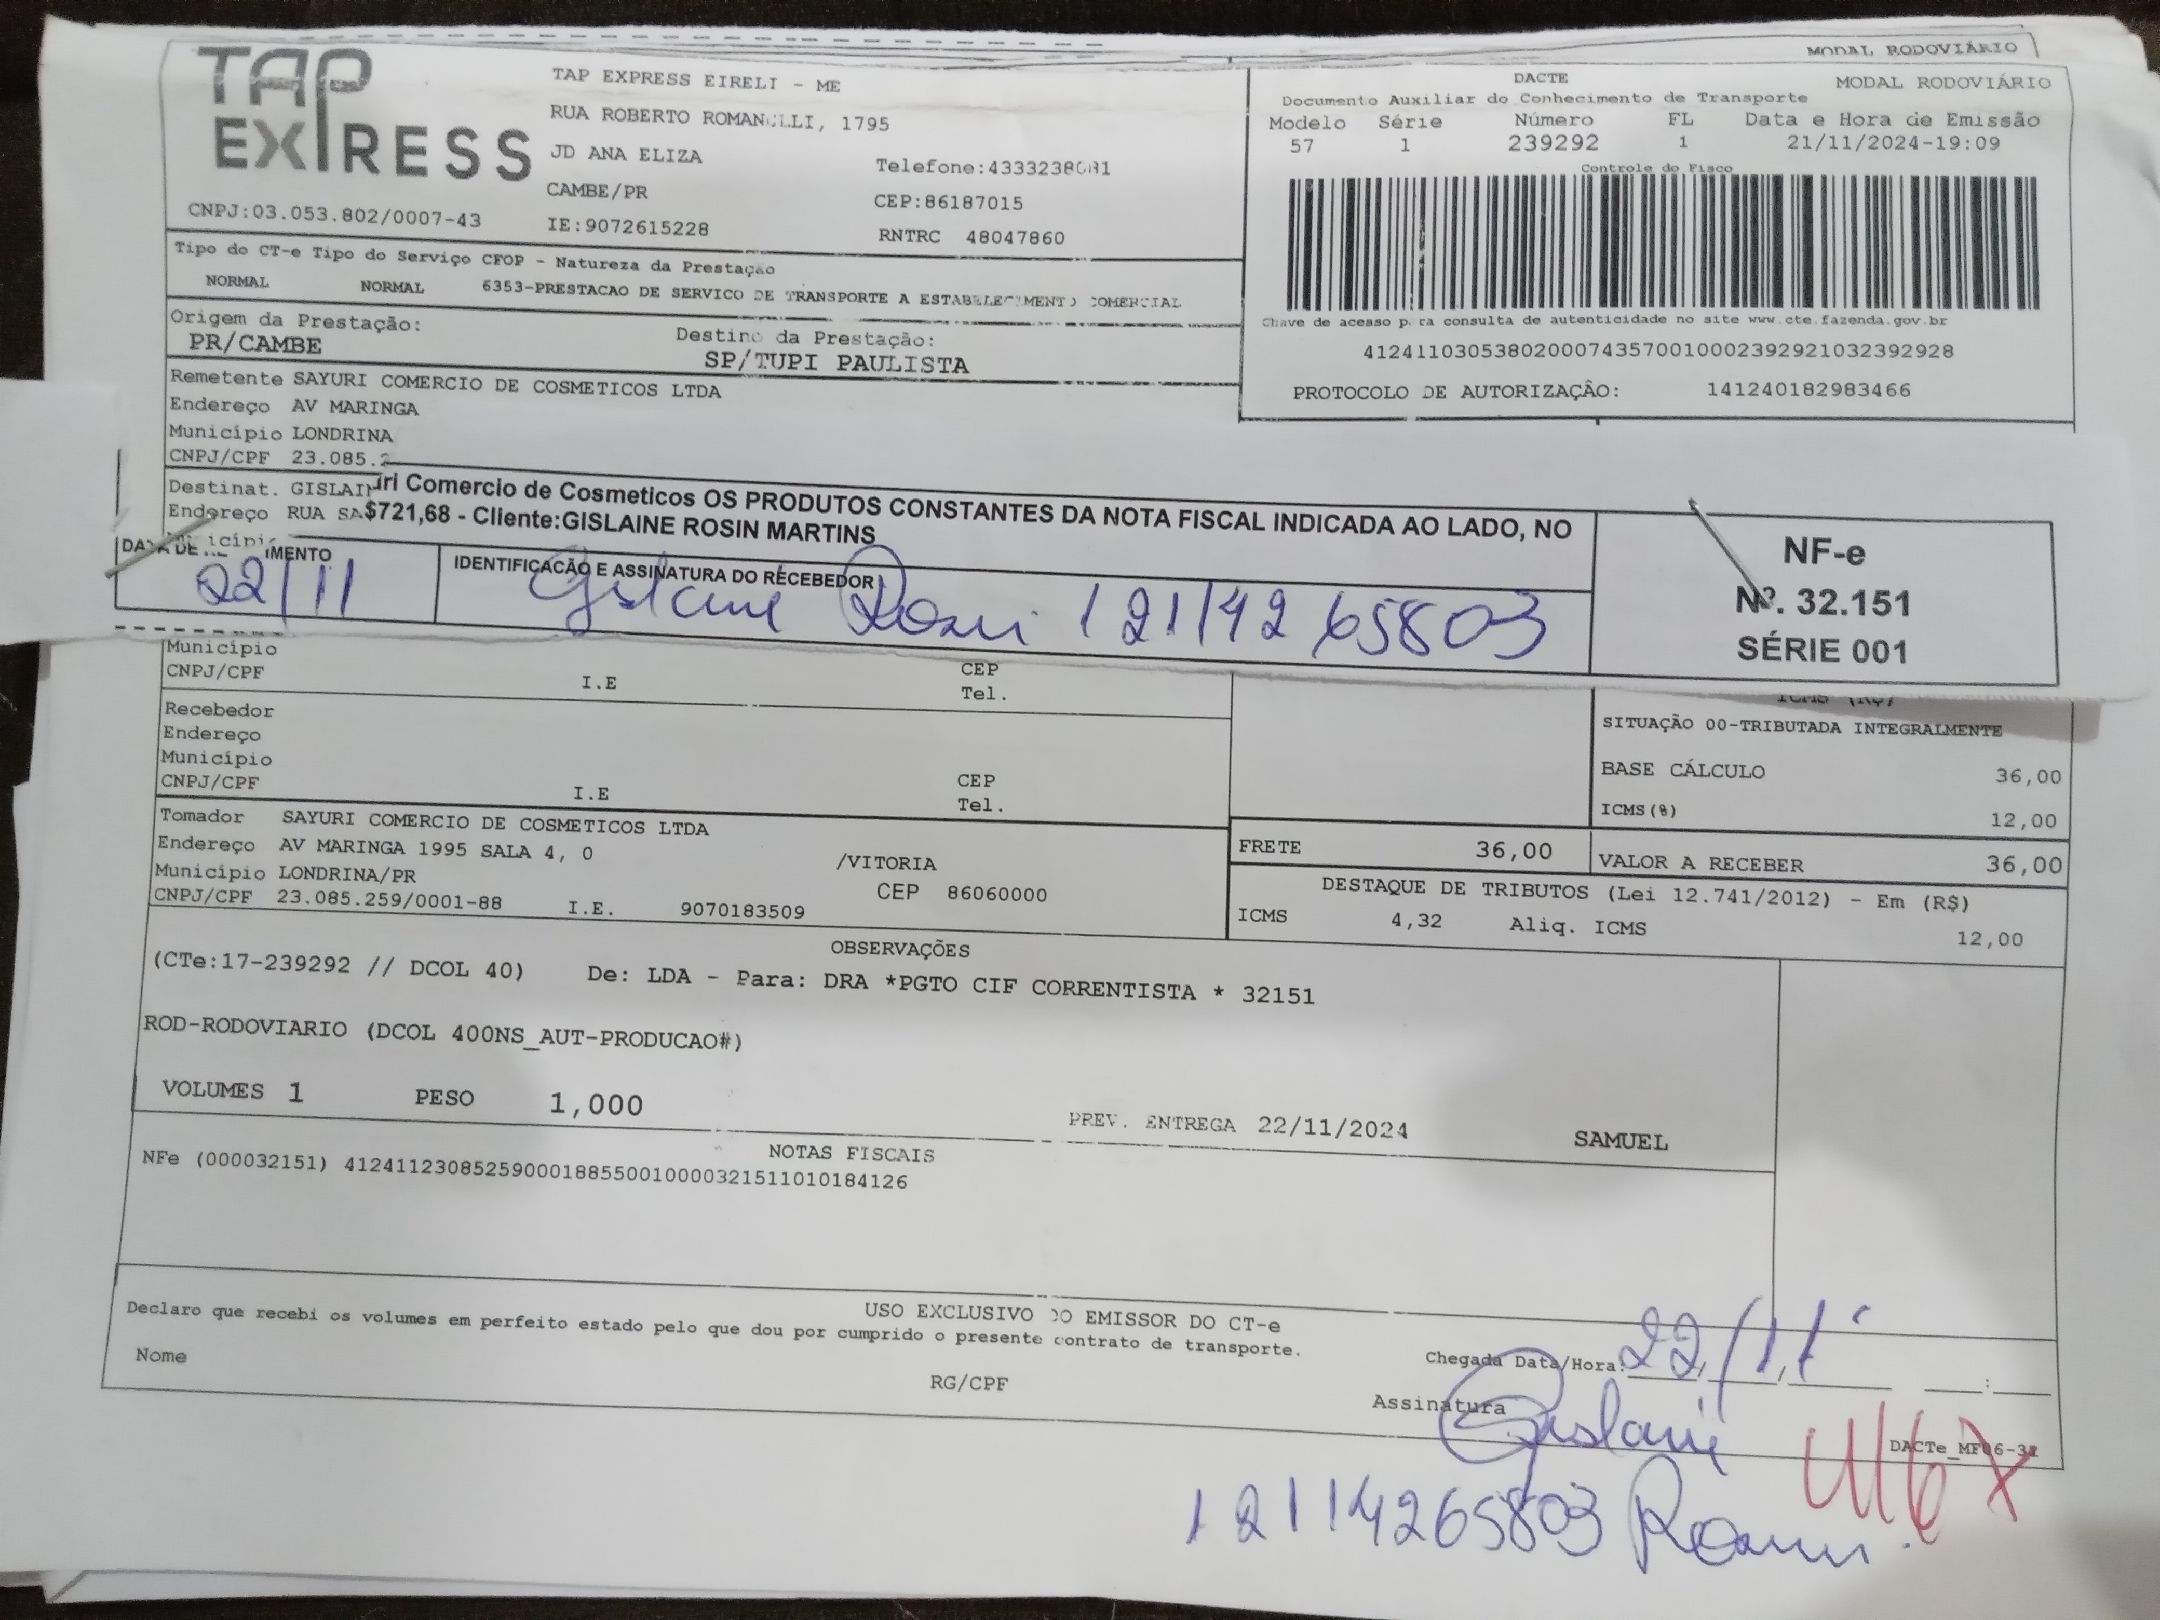 MODAL RODOVIÁRIO
TAP EXPRESS
TAP EXPRESS EIRELI - ME
RUA ROBERTO ROMANELLI, 1795
JD ANA ELIZA
CAMBE/PR
IE:9072615228
CEP:86187015
RNTRC 48047860
CNPJ:03.053.802/0007-43
DACTE
MODAL RODOVIÁRIO
Documento Auxiliar do Conhecimento de Transporte
Modelo Série Número FL Data e Hora de Emissão
57 1 239292 1 21/11/2024-19:09
Controle do Fisco
Chave de acesso para consulta de autenticidade no site www.cte.fazenda.gov.br
41241103053802000743570010002392921032392928
PROTOCOLO DE AUTORIZAÇÃO: 141240182983466
Tipo do CT-e Tipo do Serviço CFOP - Natureza da Prestação
NORMAL NORMAL 6353-PRESTACAO DE SERVICO DE TRANSPORTE A ESTABELECIMENTO COMERCIAL
Origem da Prestação:
PR/CAMBE
Destino da Prestação:
SP/TUPI PAULISTA
Remetente SAYURI COMERCIO DE COSMETICOS LTDA
Endereço AV MARINGA
Município LONDRINA
CNPJ/CPF 23.085.2
Destinat. GISLAIN
Endereço RUA SA
uri Comercio de Cosmeticos OS PRODUTOS CONSTANTES DA NOTA FISCAL INDICADA AO LADO, NO
$721,68 - Cliente:GISLAINE ROSIN MARTINS
DATA DE RECEBIMENTO
22/11
IDENTIFICAÇÃO E ASSINATURA DO RECEBEDOR
Gislaine Rosin 12114265803
NF-e
Nº. 32.151
SÉRIE 001
Município
CNPJ/CPF I.E CEP
Tel.
Recebedor
Endereço
Município
CNPJ/CPF I.E CEP
Tel.
ICMS (R$)
SITUAÇÃO 00-TRIBUTADA INTEGRALMENTE
BASE CÁLCULO 36,00
ICMS(%) 12,00
Tomador SAYURI COMERCIO DE COSMETICOS LTDA
Endereço AV MARINGA 1995 SALA 4, 0 /VITORIA
Município LONDRINA/PR CEP 86060000
CNPJ/CPF 23.085.259/0001-88 I.E. 9070183509
FRETE 36,00 VALOR A RECEBER 36,00
DESTAQUE DE TRIBUTOS (Lei 12.741/2012) - Em (R$)
ICMS 4,32 Aliq. ICMS 12,00
OBSERVAÇÕES
(CTe:17-239292 // DCOL 40) De: LDA - Para: DRA *PGTO CIF CORRENTISTA * 32151
ROD-RODOVIARIO (DCOL 400NS_AUT-PRODUCAO#)
VOLUMES 1 PESO 1,000 PREV. ENTREGA 22/11/2024 SAMUEL
NOTAS FISCAIS
NFe (000032151) 41241123085259000188550010000321511010184126
USO EXCLUSIVO DO EMISSOR DO CT-e
Declaro que recebi os volumes em perfeito estado pelo que dou por cumprido o presente contrato de transporte.
Nome RG/CPF
Chegada Data/Hora: 22/11
Assinatura Gislaine
12114265803 Rosin